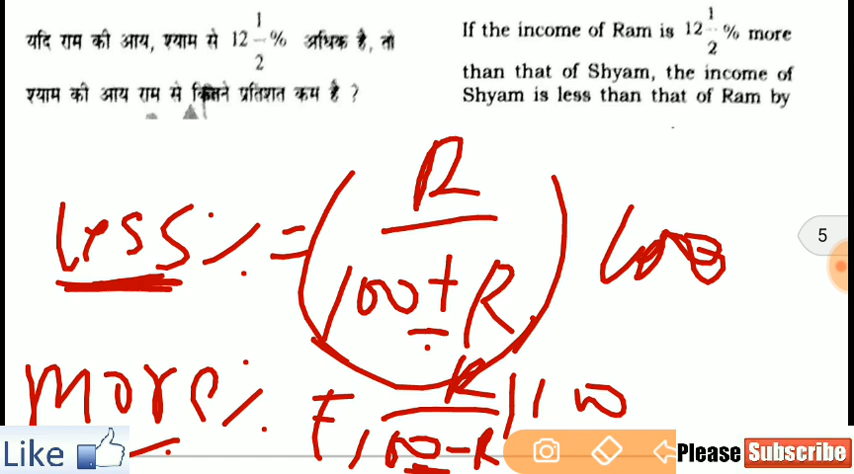 यदि राम की आय, श्याम से 12 1/2 % अधिक है, तो
श्याम की आय राम से कितने प्रतिशत कम है ?
If the income of Ram is 12 1/2 % more
than that of Shyam, the income of
Shyam is less than that of Ram by
5
Less % = ( R / 100 + R )
more % = R / 100 - R
Like
Please Subscribe